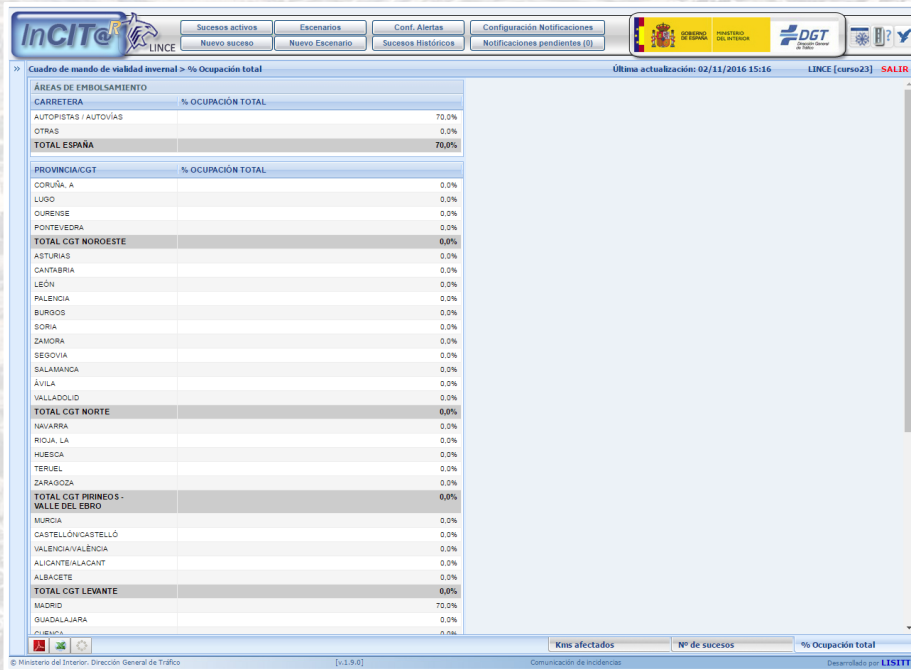 InCIT@R
LINCE
Sucesos activos
Escenarios
Conf. Alertas
Configuración Notificaciones
Nuevo suceso
Nuevo Escenario
Sucesos Históricos
Notificaciones pendientes (0)
GOBIERNO DE ESPAÑA
MINISTERIO DEL INTERIOR
DGT
Dirección General de Tráfico
?
» Cuadro de mando de vialidad invernal > % Ocupación total
Última actualización: 02/11/2016 15:16
LINCE [curso23] SALIR
ÁREAS DE EMBOLSAMIENTO
CARRETERA % OCUPACIÓN TOTAL
AUTOPISTAS / AUTOVÍAS 70,0%
OTRAS 0,0%
TOTAL ESPAÑA 70,0%
PROVINCIA/CGT % OCUPACIÓN TOTAL
CORUÑA, A 0,0%
LUGO 0,0%
OURENSE 0,0%
PONTEVEDRA 0,0%
TOTAL CGT NOROESTE 0,0%
ASTURIAS 0,0%
CANTABRIA 0,0%
LEÓN 0,0%
PALENCIA 0,0%
BURGOS 0,0%
SORIA 0,0%
ZAMORA 0,0%
SEGOVIA 0,0%
SALAMANCA 0,0%
ÁVILA 0,0%
VALLADOLID 0,0%
TOTAL CGT NORTE 0,0%
NAVARRA 0,0%
RIOJA, LA 0,0%
HUESCA 0,0%
TERUEL 0,0%
ZARAGOZA 0,0%
TOTAL CGT PIRINEOS - 0,0%
VALLE DEL EBRO
MURCIA 0,0%
CASTELLÓN/CASTELLÓ 0,0%
VALENCIA/VALÈNCIA 0,0%
ALICANTE/ALACANT 0,0%
ALBACETE 0,0%
TOTAL CGT LEVANTE 0,0%
MADRID 70,0%
GUADALAJARA 0,0%
CUENCA 0,0%
Kms afectados
Nº de sucesos
% Ocupación total
© Ministerio del Interior. Dirección General de Tráfico
[v.1.9.0]
Comunicación de incidencias
Desarrollado por LISITT